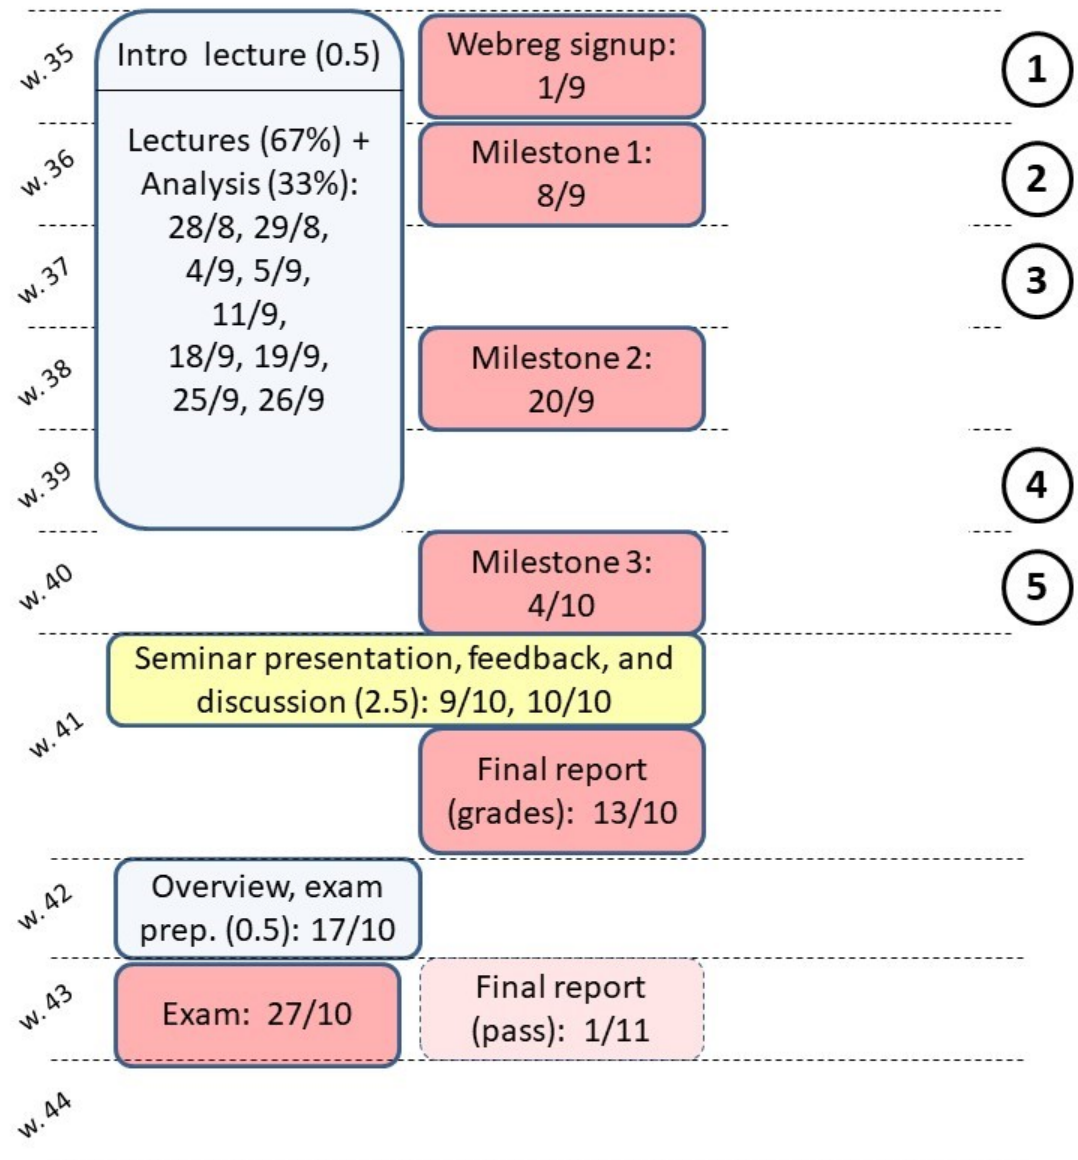 w. 35
Intro lecture (0.5)
Webreg signup:
1/9
1
w. 36
Lectures (67%) +
Analysis (33%):
28/8, 29/8,
4/9, 5/9,
11/9,
18/9, 19/9,
25/9, 26/9
Milestone 1:
8/9
2
w. 37
3
w. 38
Milestone 2:
20/9
w. 39
4
w. 40
Milestone 3:
4/10
5
w. 41
Seminar presentation, feedback, and
discussion (2.5): 9/10, 10/10
Final report
(grades): 13/10
w. 42
Overview, exam
prep. (0.5): 17/10
w. 43
Exam: 27/10
Final report
(pass): 1/11
w. 44